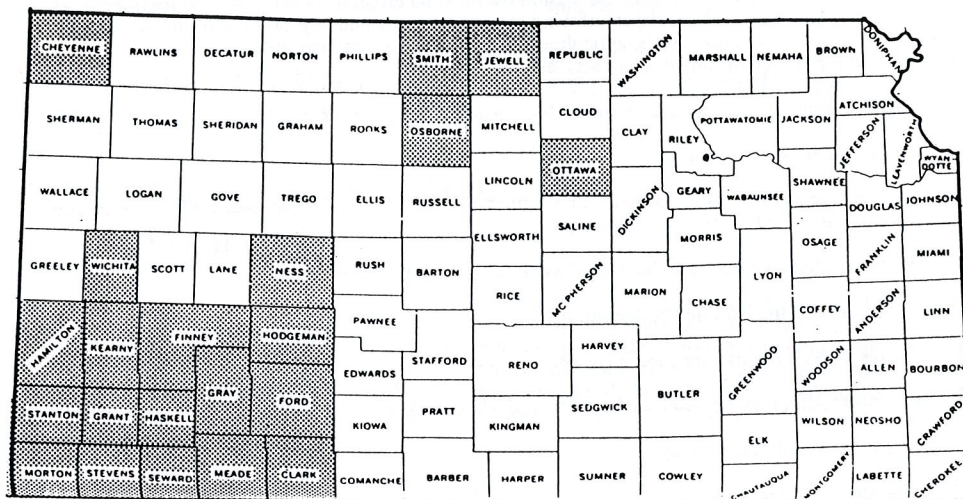 CHEYENNE RAWLINS DECATUR NORTON PHILLIPS SMITH JEWELL REPUBLIC WASHINGTON MARSHALL NEMAHA BROWN DONIPHAN
SHERMAN THOMAS SHERIDAN GRAHAM ROOKS OSBORNE MITCHELL CLOUD CLAY RILEY POTTAWATOMIE JACKSON ATCHISON JEFFERSON LEAVENWORTH WYAN
DOTTE
WALLACE LOGAN GOVE TREGO ELLIS RUSSELL LINCOLN OTTAWA DICKINSON GEARY WABAUNSEE SHAWNEE DOUGLAS JOHNSON
ELLSWORTH SALINE MORRIS OSAGE FRANKLIN MIAMI
GREELEY WICHITA SCOTT LANE NESS RUSH BARTON RICE MC PHERSON MARION CHASE LYON COFFEY ANDERSON LINN
HAMILTON KEARNY FINNEY HODGEMAN PAWNEE STAFFORD RENO HARVEY GREENWOOD WOODSON ALLEN BOURBON
GRAY FORD EDWARDS
STANTON GRANT HASKELL KIOWA PRATT KINGMAN SEDGWICK BUTLER ELK WILSON NEOSHO CRAWFORD
MORTON STEVENS SEWARD MEADE CLARK COMANCHE BARBER HARPER SUMNER COWLEY MONTGOMERY LABETTE CHEROKEE